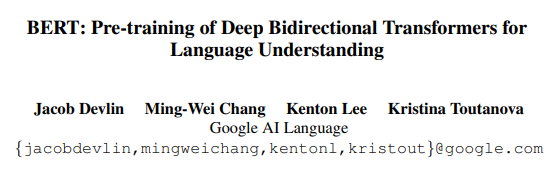 BERT: Pre-training of Deep Bidirectional Transformers for
Language Understanding
Jacob Devlin Ming-Wei Chang Kenton Lee Kristina Toutanova
Google AI Language
{jacobdevlin,mingweichang,kentonl,kristout}@google.com